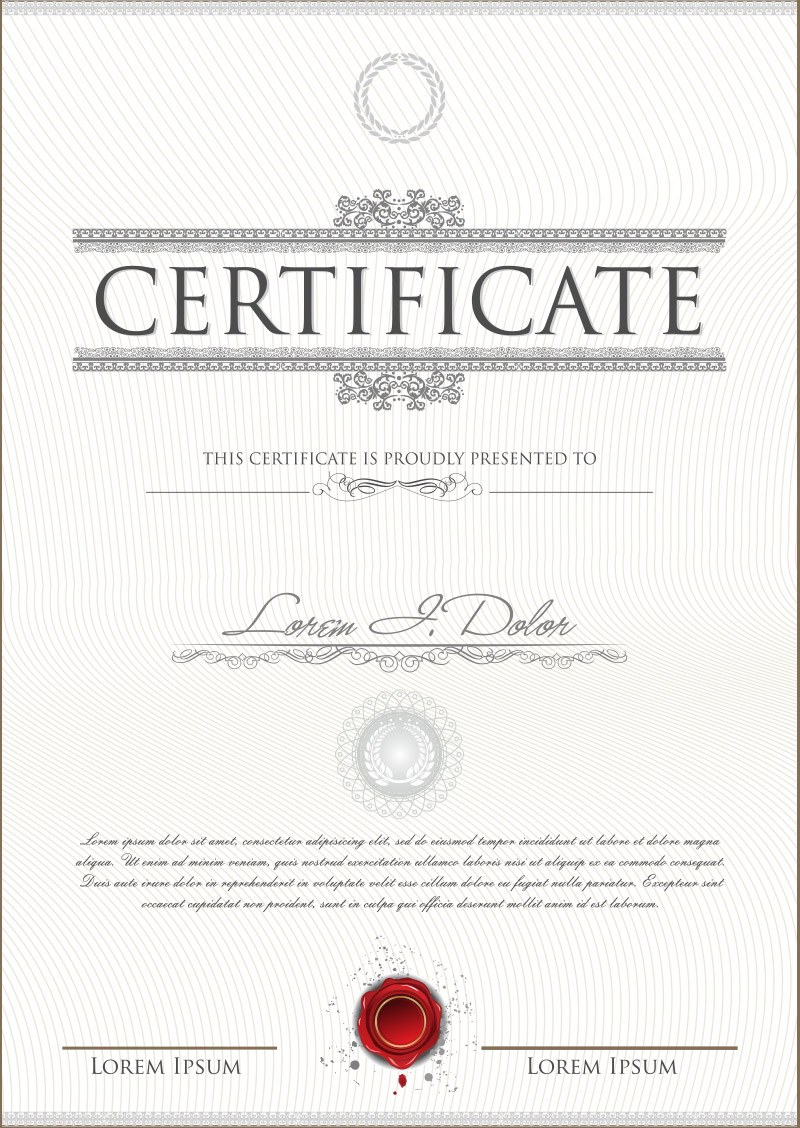 CERTIFICATE
THIS CERTIFICATE IS PROUDLY PRESENTED TO
Lorem I. Dolor
Lorem ipsum dolor sit amet, consectetur adipisicing elit, sed do eiusmod tempor incididunt ut labore et dolore magna
aliqua. Ut enim ad minim veniam, quis nostrud exercitation ullamco laboris nisi ut aliquip ex ea commodo consequat.
Duis aute irure dolor in reprehenderit in voluptate velit esse cillum dolore eu fugiat nulla pariatur. Excepteur sint
occaecat cupidatat non proident, sunt in culpa qui officia deserunt mollit anim id est laborum.
Lorem Ipsum
Lorem Ipsum